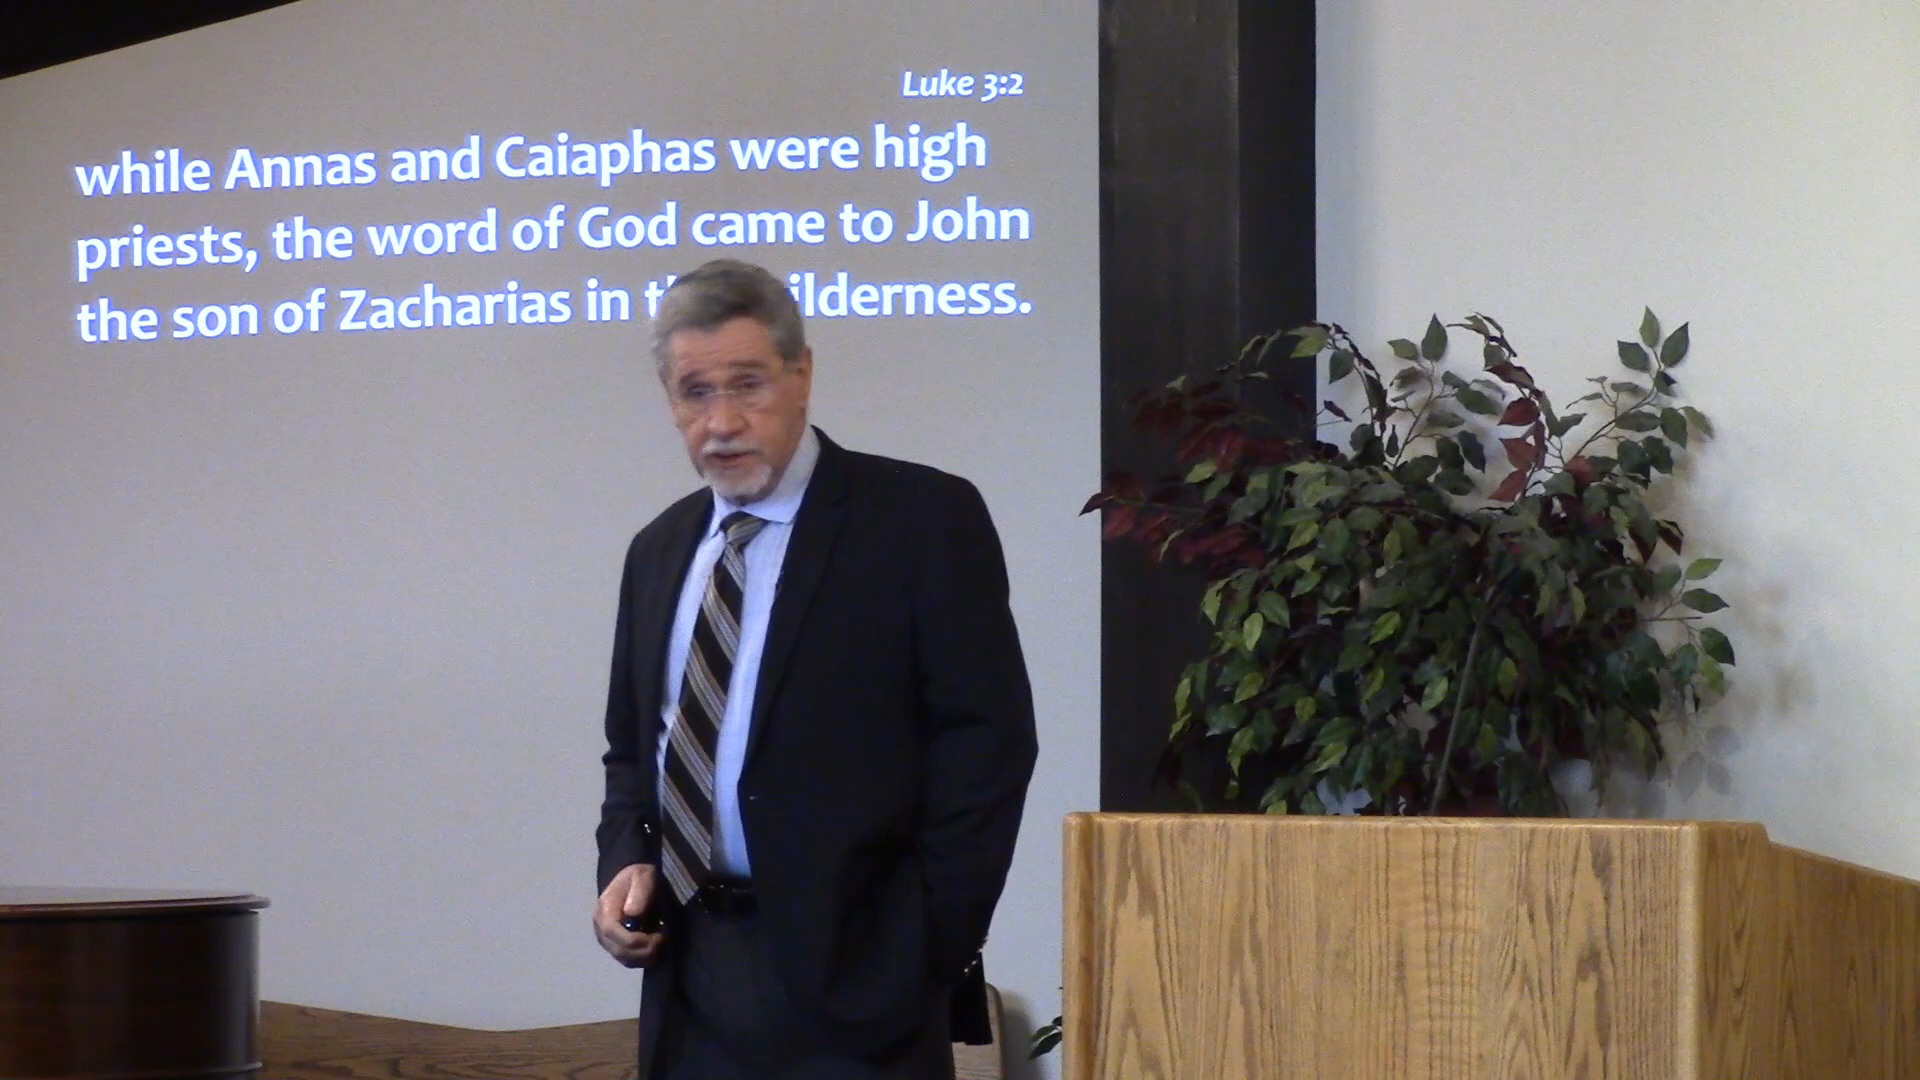 Luke 3:2
while Annas and Caiaphas were high
priests, the word of God came to John
the son of Zacharias in ilderness.